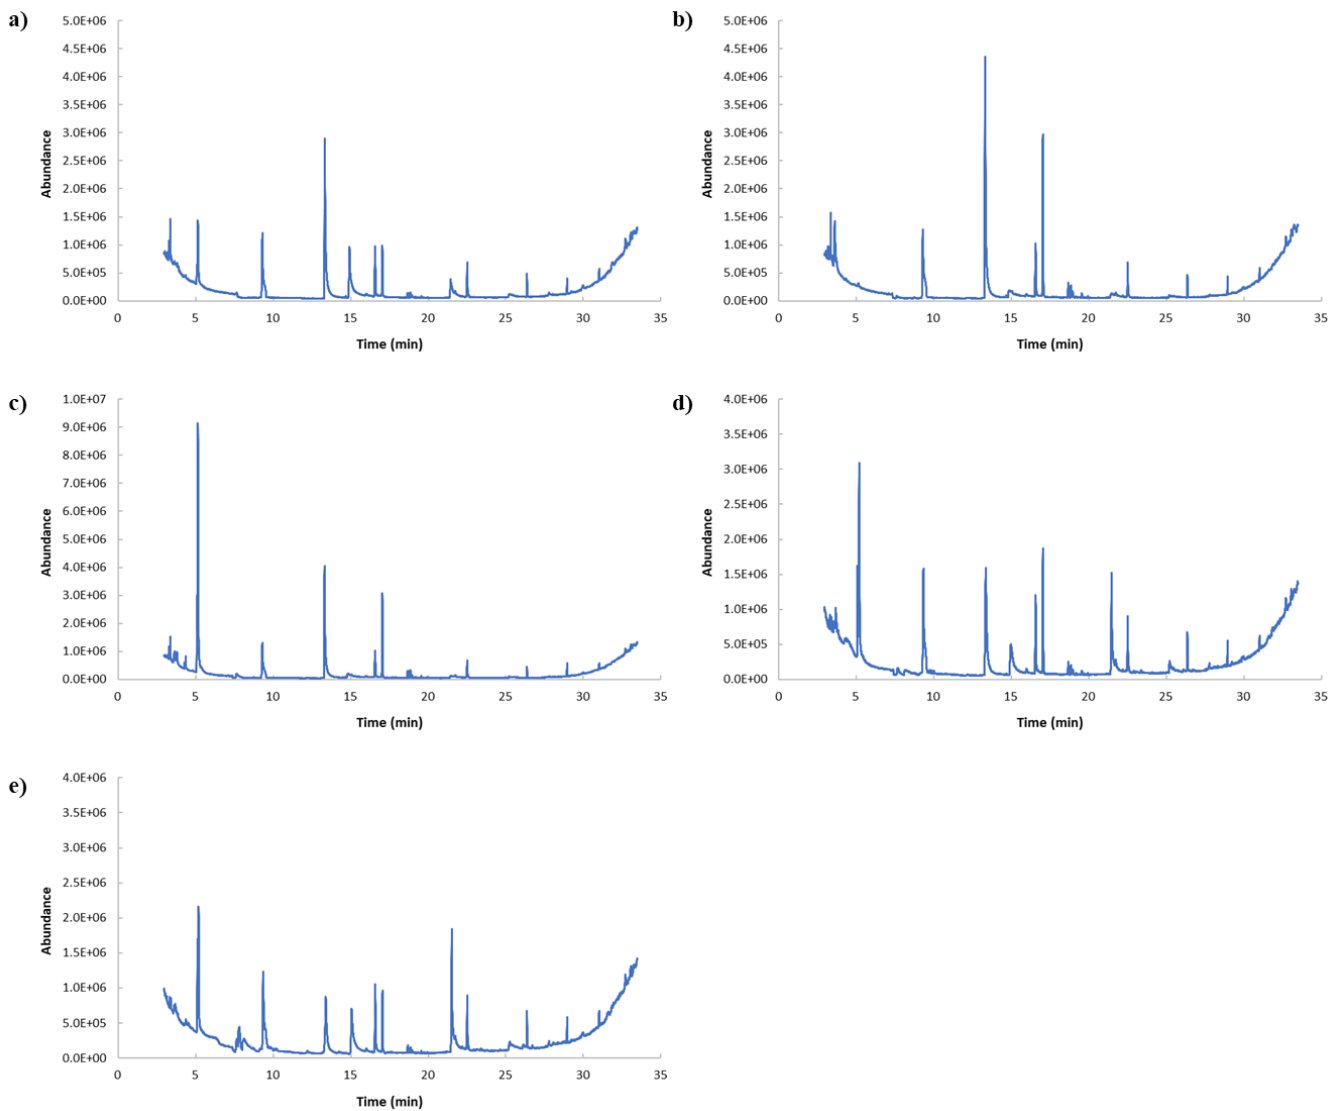 a)
5.0E+06
4.5E+06
4.0E+06
3.5E+06
3.0E+06
2.5E+06
2.0E+06
1.5E+06
1.0E+06
5.0E+05
0.0E+00
Abundance
0 5 10 15 20 25 30 35
Time (min)
b)
5.0E+06
4.5E+06
4.0E+06
3.5E+06
3.0E+06
2.5E+06
2.0E+06
1.5E+06
1.0E+06
5.0E+05
0.0E+00
Abundance
0 5 10 15 20 25 30 35
Time (min)
c)
1.0E+07
9.0E+06
8.0E+06
7.0E+06
6.0E+06
5.0E+06
4.0E+06
3.0E+06
2.0E+06
1.0E+06
0.0E+00
Abundance
0 5 10 15 20 25 30 35
Time (min)
d)
4.0E+06
3.5E+06
3.0E+06
2.5E+06
2.0E+06
1.5E+06
1.0E+06
5.0E+05
0.0E+00
Abundance
0 5 10 15 20 25 30 35
Time (min)
e)
4.0E+06
3.5E+06
3.0E+06
2.5E+06
2.0E+06
1.5E+06
1.0E+06
5.0E+05
0.0E+00
Abundance
0 5 10 15 20 25 30 35
Time (min)